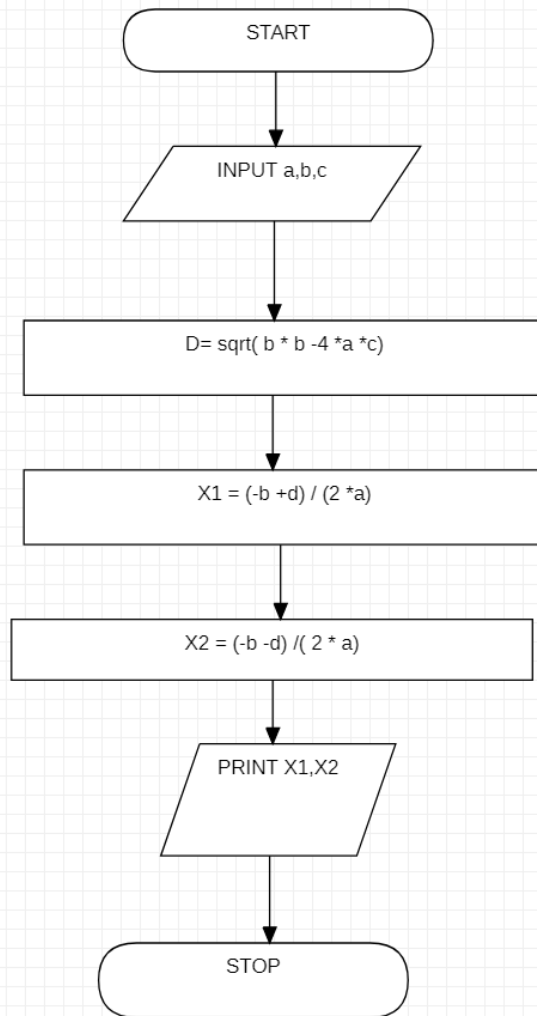 START
INPUT a,b,c
D= sqrt( b * b -4 *a *c)
X1 = (-b +d) / (2 *a)
X2 = (-b -d) /( 2 * a)
PRINT X1,X2
STOP